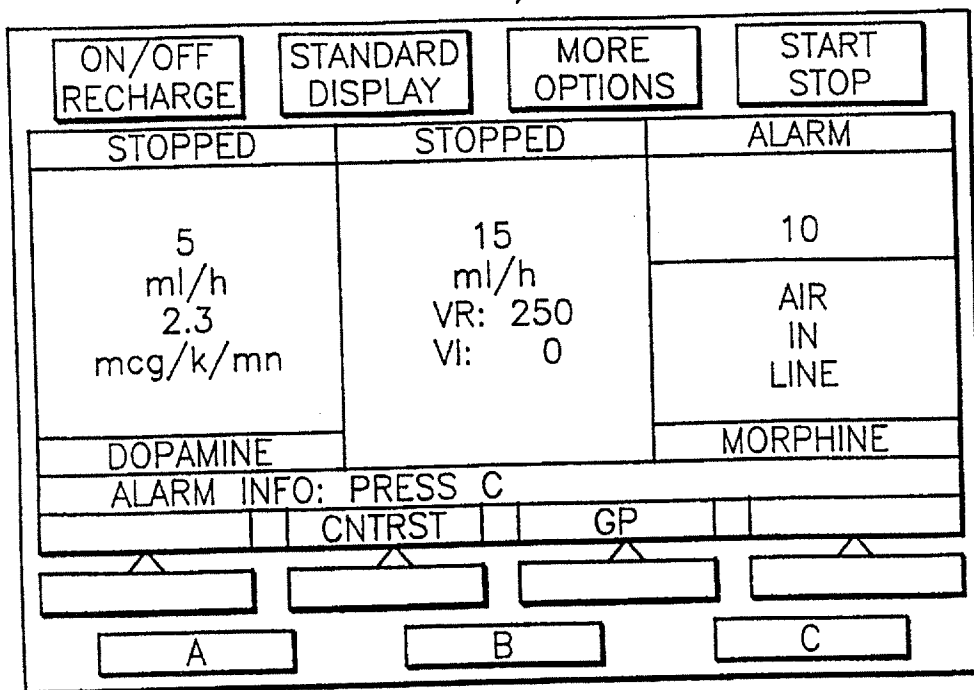 ON/OFF
RECHARGE
STANDARD
DISPLAY
MORE
OPTIONS
START
STOP
STOPPED
5
ml/h
2.3
mcg/k/mn
DOPAMINE
STOPPED
15
ml/h
VR: 250
VI: 0
ALARM
10
AIR
IN
LINE
MORPHINE
ALARM INFO: PRESS C
CNTRST
GP
A
B
C